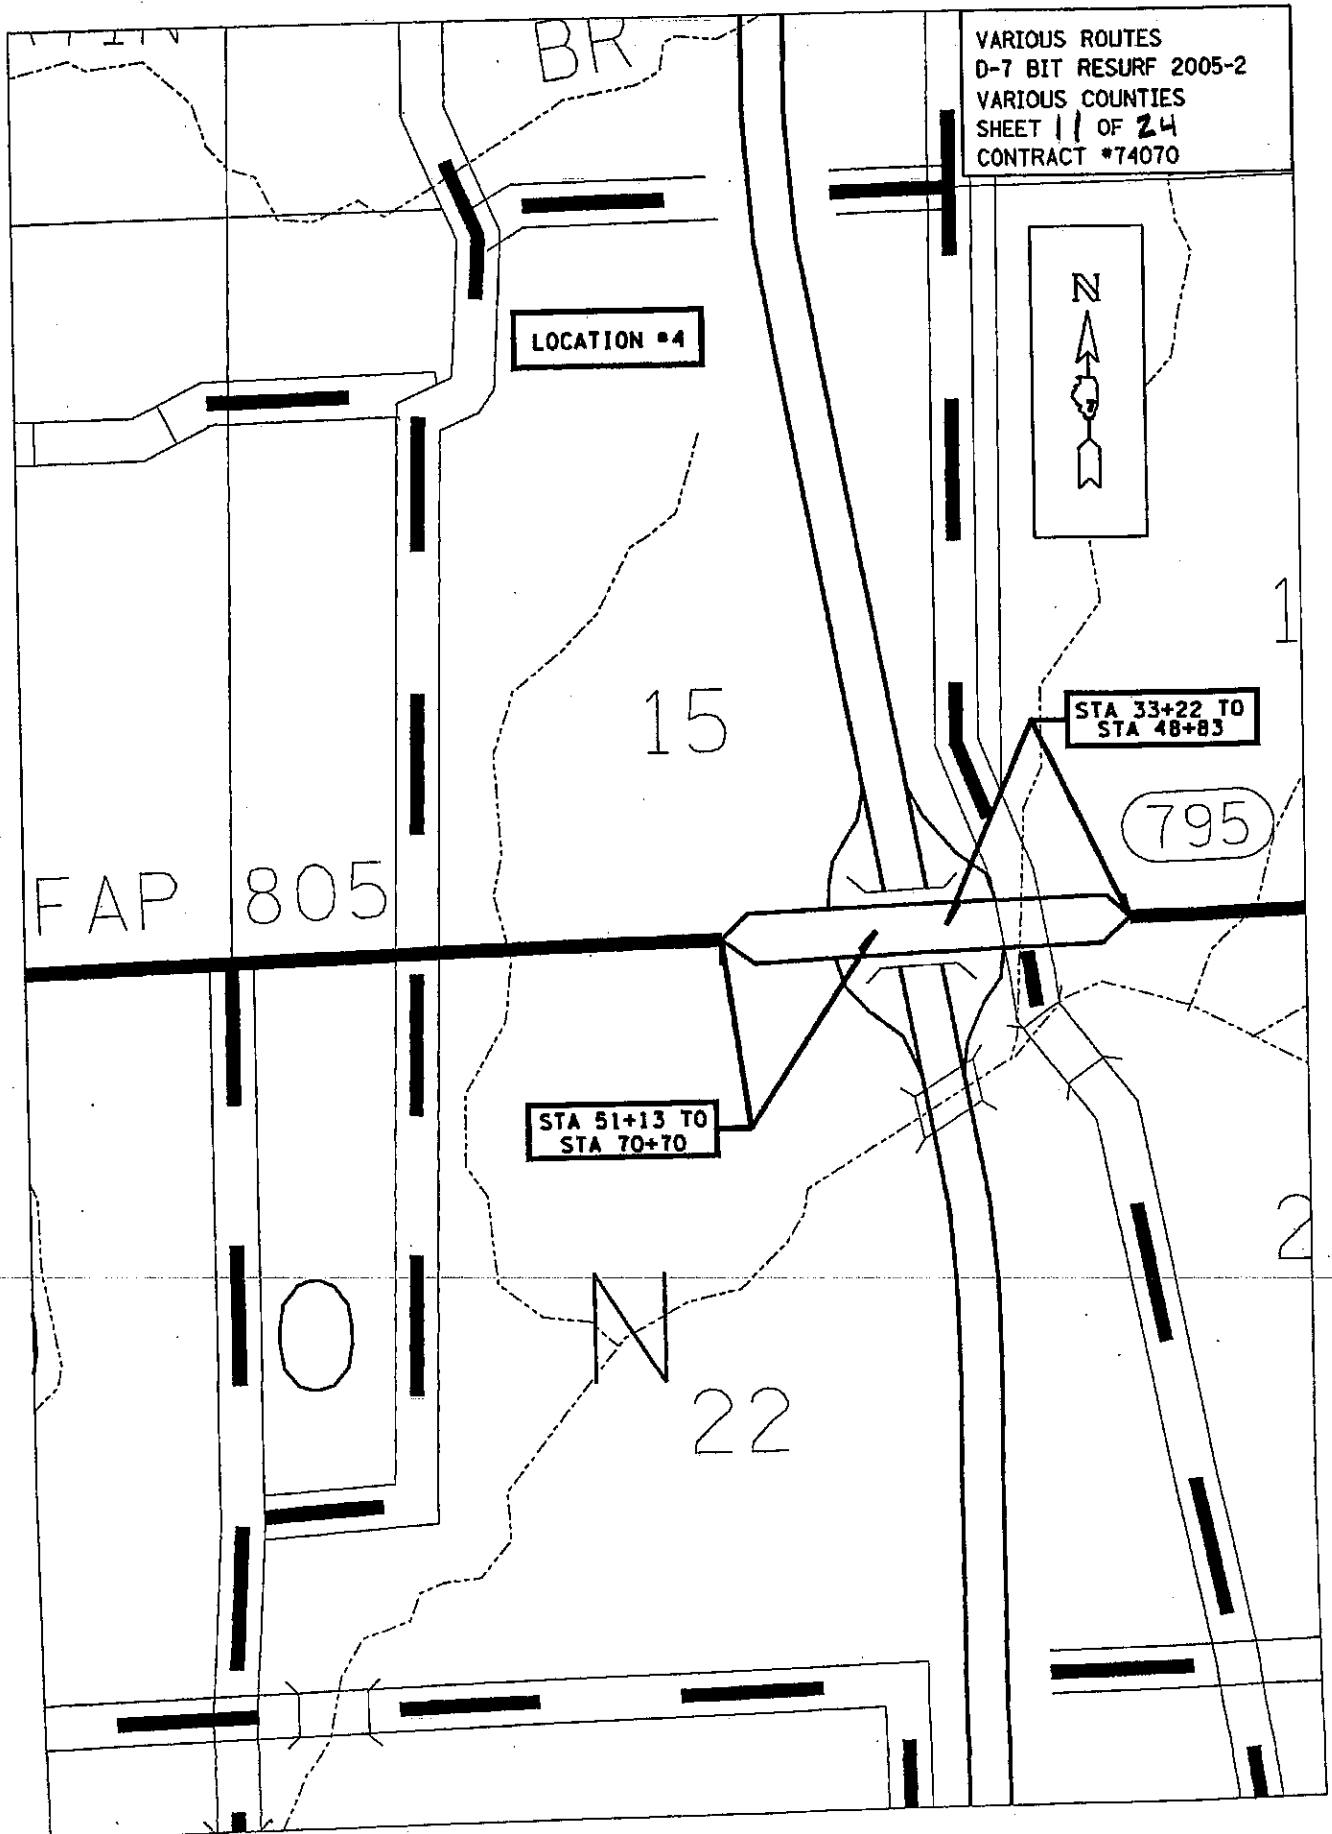 BR
VARIOUS ROUTES
D-7 BIT RESURF 2005-2
VARIOUS COUNTIES
SHEET 11 OF 24
CONTRACT #74070
N
7
LOCATION #4
1
15
STA 33+22 TO
STA 48+83
795
FAP 805
STA 51+13 TO
STA 70+70
2
O
N
22